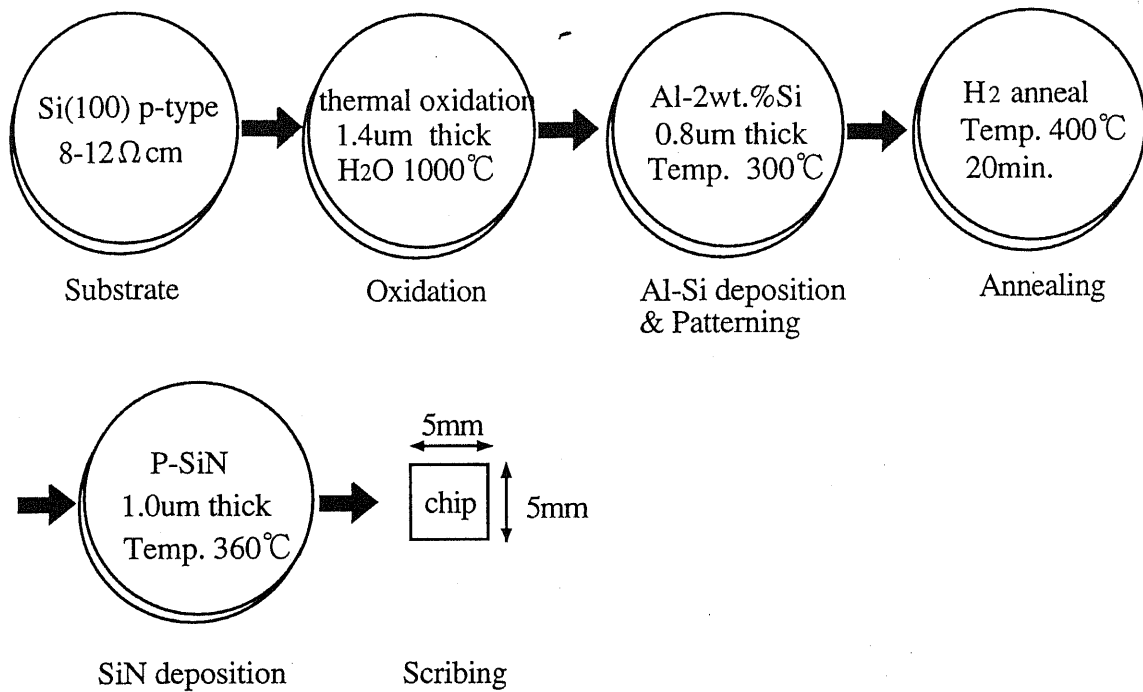 Si(100) p-type
8-12Ωcm
Substrate
thermal oxidation
1.4um thick
H2O 1000℃
Oxidation
Al-2wt.%Si
0.8um thick
Temp. 300℃
Al-Si deposition
& Patterning
H2 anneal
Temp. 400℃
20min.
Annealing
P-SiN
1.0um thick
Temp. 360℃
SiN deposition
5mm
chip
5mm
Scribing